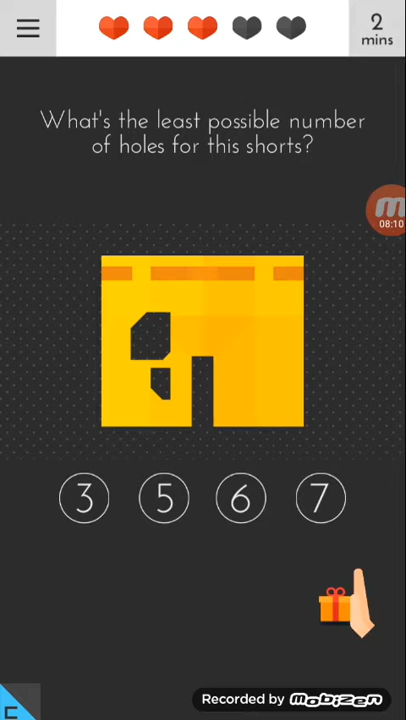 2
mins
What's the least possible number
of holes for this shorts?
08:10
3 5 6 7
Recorded by mobizen